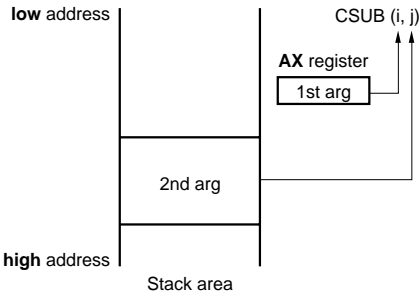 low address
CSUB (i, j)
AX register
1st arg
2nd arg
high address
Stack area